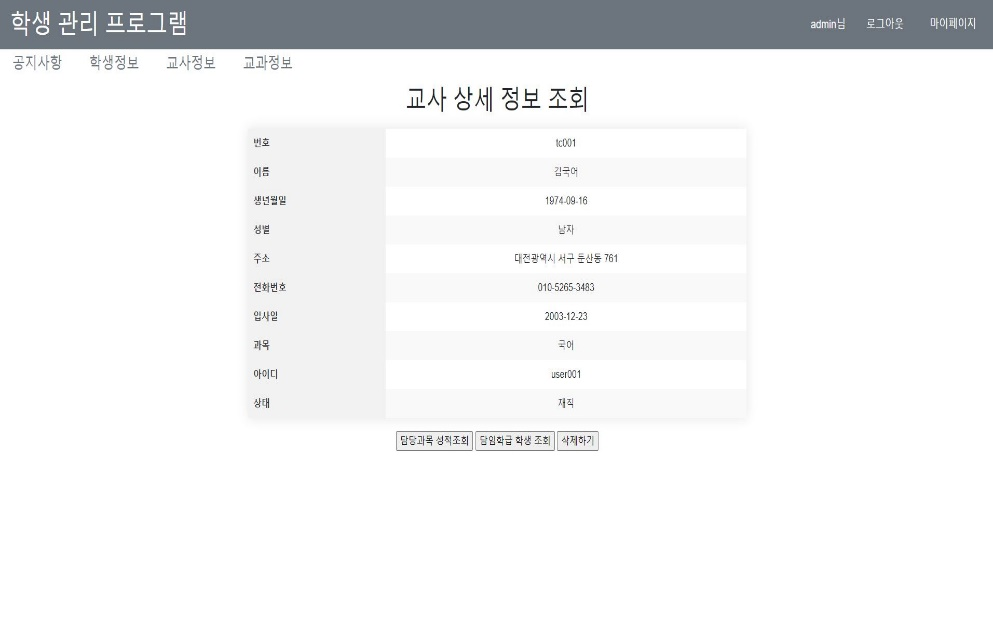 학생 관리 프로그램 admin님 로그아웃 마이페이지
공지사항 학생정보 교사정보 교과정보
교사 상세 정보 조회
번호 tc001
이름 김국어
생년월일 1974-09-16
성별 남자
주소 대전광역시 서구 둔산동 761
전화번호 010-5265-3483
입사일 2003-12-23
과목 국어
아이디 user001
상태 재직
담당과목 성적조회 담임학급 학생 조회 삭제하기